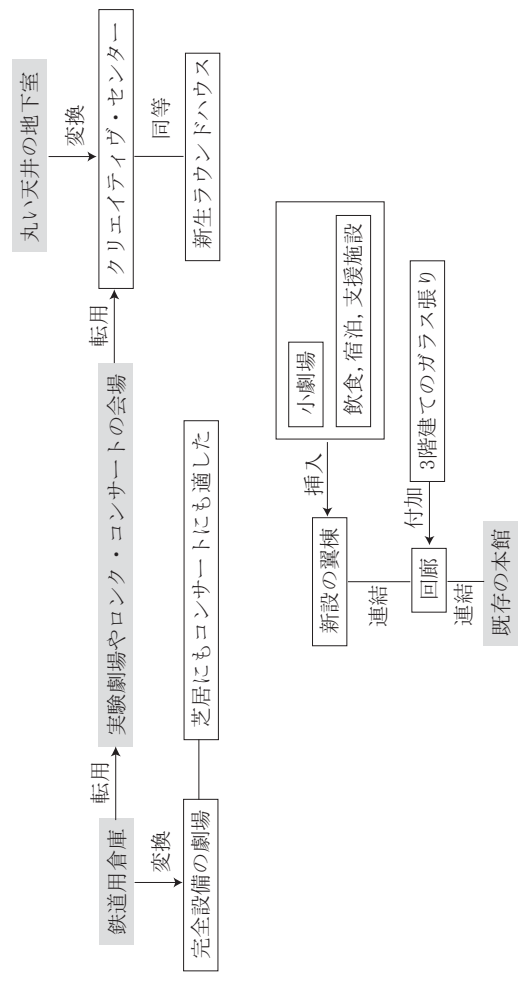 鉄道用倉庫
転用
実験劇場やロンク・コンサートの会場
転用
クリエイティヴ・センター
変換
丸い天井の地下室
同等
新生ラウンドハウス
変換
完全設備の劇場
芝居にもコンサートにも適した
新設の翼棟
挿入
小劇場
飲食，宿泊，支援施設
連結
回廊
付加
3階建てのガラス張り
連結
既存の本館